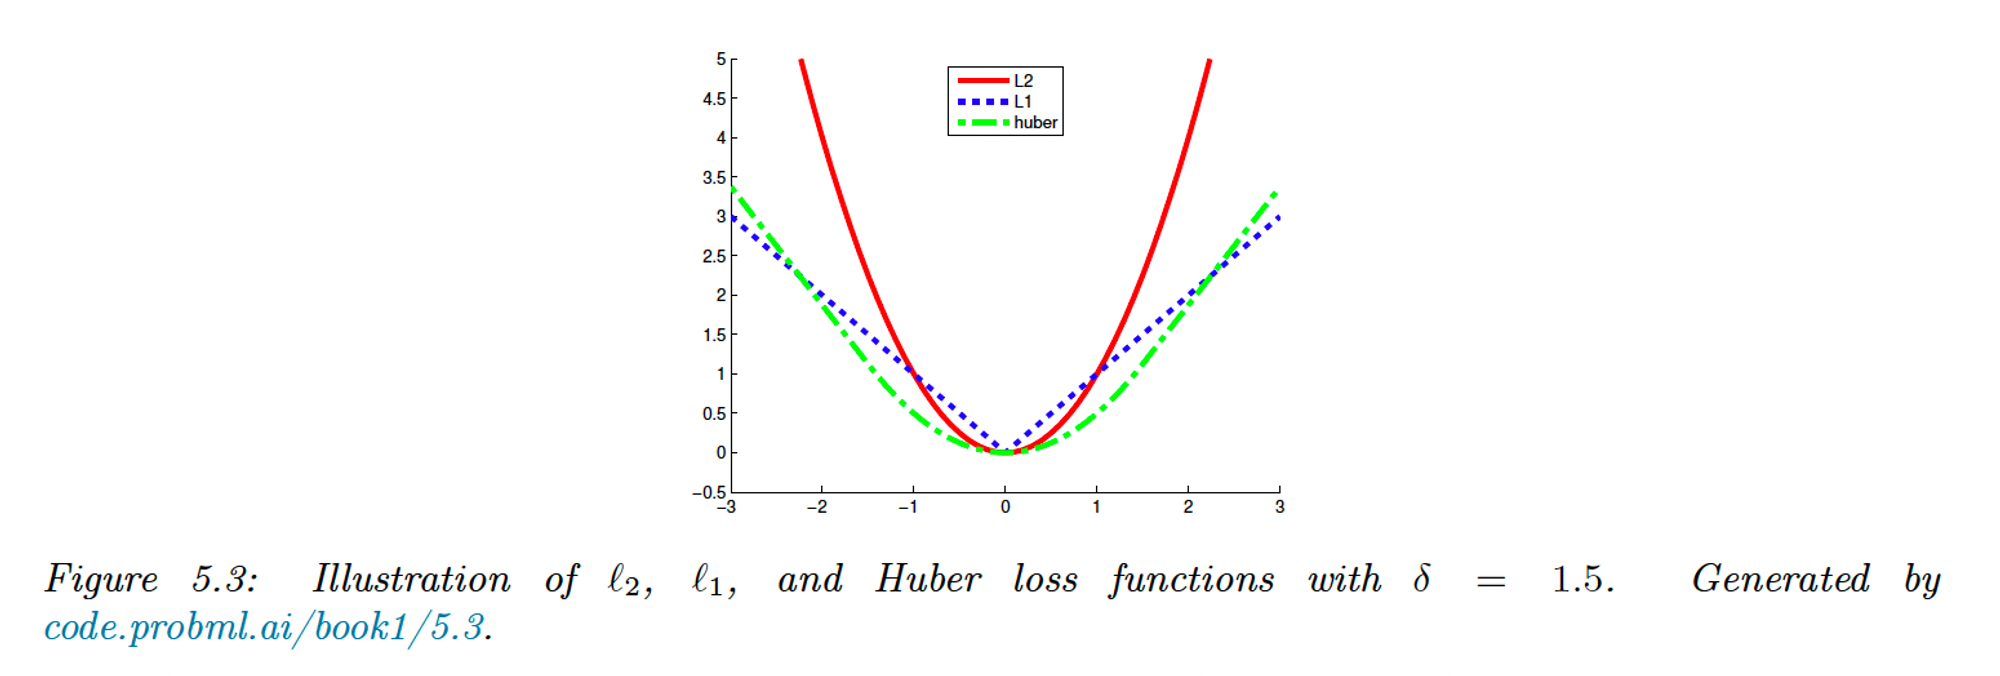 5
4.5
4
3.5
3
2.5
2
1.5
1
0.5
0
−0.5
L2
L1
huber
−3 −2 −1 0 1 2 3
Figure 5.3: Illustration of ℓ₂, ℓ₁, and Huber loss functions with δ = 1.5. Generated by
code.probml.ai/book1/5.3.